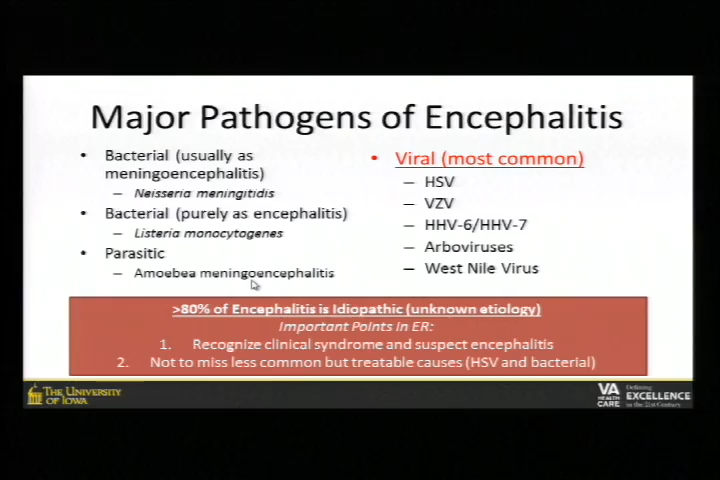 Major Pathogens of Encephalitis
• Bacterial (usually as
meningoencephalitis)
– Neisseria meningitidis
• Bacterial (purely as encephalitis)
– Listeria monocytogenes
• Parasitic
– Amoebea meningoencephalitis
• Viral (most common)
– HSV
– VZV
– HHV-6/HHV-7
– Arboviruses
– West Nile Virus
>80% of Encephalitis is Idiopathic (unknown etiology)
Important Points in ER:
1. Recognize clinical syndrome and suspect encephalitis
2. Not to miss less common but treatable causes (HSV and bacterial)
THE UNIVERSITY
OF IOWA
VA
HEALTH
CARE
Defining
EXCELLENCE
in the 21st Century